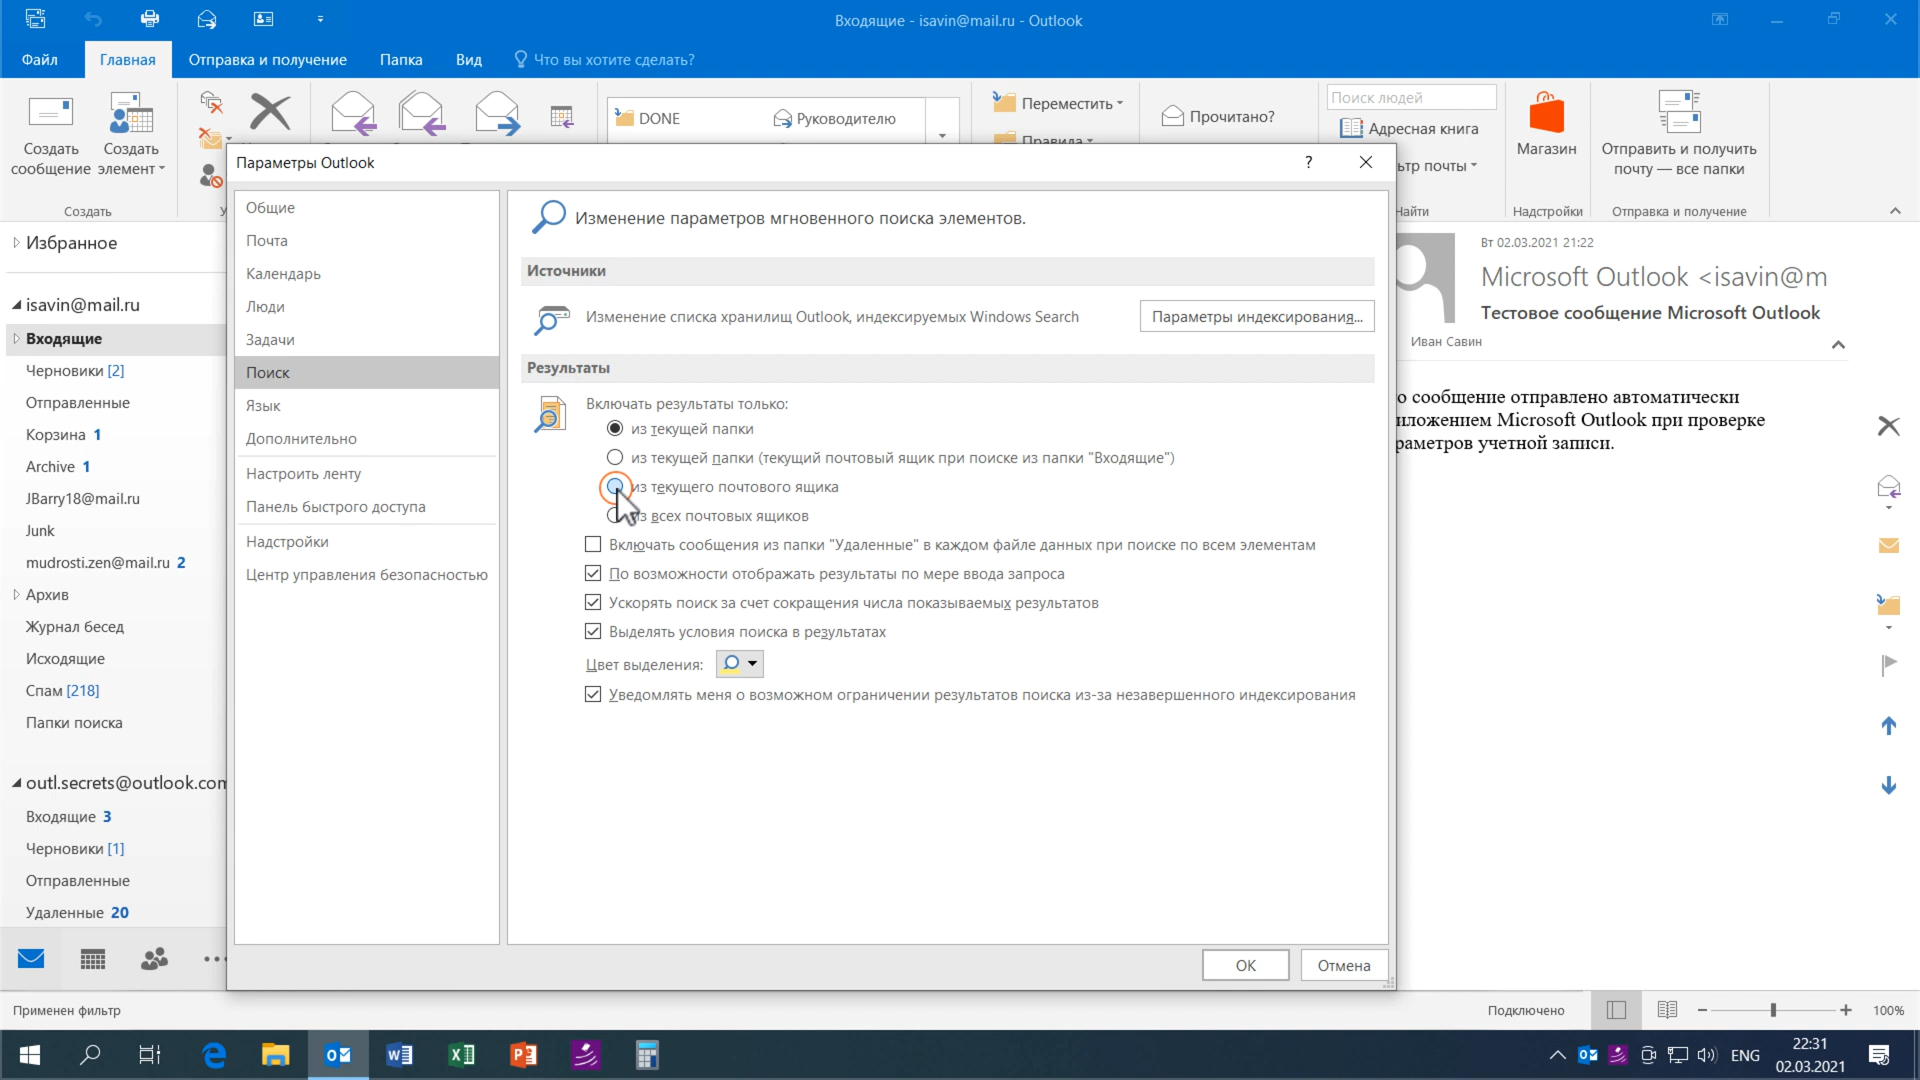 Входящие - isavin@mail.ru - Outlook
Файл
Главная
Отправка и получение
Папка
Вид
Что вы хотите сделать?
Создать сообщение
Создать элемент
Создать
DONE
Руководителю
Переместить
Правила
Прочитано?
Поиск людей
Адресная книга
тр почты
айти
Магазин
Надстройки
Отправить и получить
почту — все папки
Отправка и получение
Избранное
isavin@mail.ru
Входящие
Черновики [2]
Отправленные
Корзина 1
Archive 1
JBarry18@mail.ru
Junk
mudrosti.zen@mail.ru 2
Архив
Журнал бесед
Исходящие
Спам [218]
Папки поиска
outl.secrets@outlook.com
Входящие 3
Черновики [1]
Отправленные
Удаленные 20
Параметры Outlook
?
Общие
Почта
Календарь
Люди
Задачи
Поиск
Язык
Дополнительно
Настроить ленту
Панель быстрого доступа
Надстройки
Центр управления безопасностью
Изменение параметров мгновенного поиска элементов.
Источники
Изменение списка хранилищ Outlook, индексируемых Windows Search
Параметры индексирования...
Результаты
Включать результаты только:
из текущей папки
из текущей папки (текущий почтовый ящик при поиске из папки "Входящие")
из текущего почтового ящика
из всех почтовых ящиков
Включать сообщения из папки "Удаленные" в каждом файле данных при поиске по всем элементам
По возможности отображать результаты по мере ввода запроса
Ускорять поиск за счет сокращения числа показываемых результатов
Выделять условия поиска в результатах
Цвет выделения:
Уведомлять меня о возможном ограничении результатов поиска из-за незавершенного индексирования
ОК
Отмена
Вт 02.03.2021 21:22
Microsoft Outlook <isavin@m
Тестовое сообщение Microsoft Outlook
Иван Савин
о сообщение отправлено автоматически
иложением Microsoft Outlook при проверке
раметров учетной записи.
Применен фильтр
Подключено
100%
ENG
22:31
02.03.2021